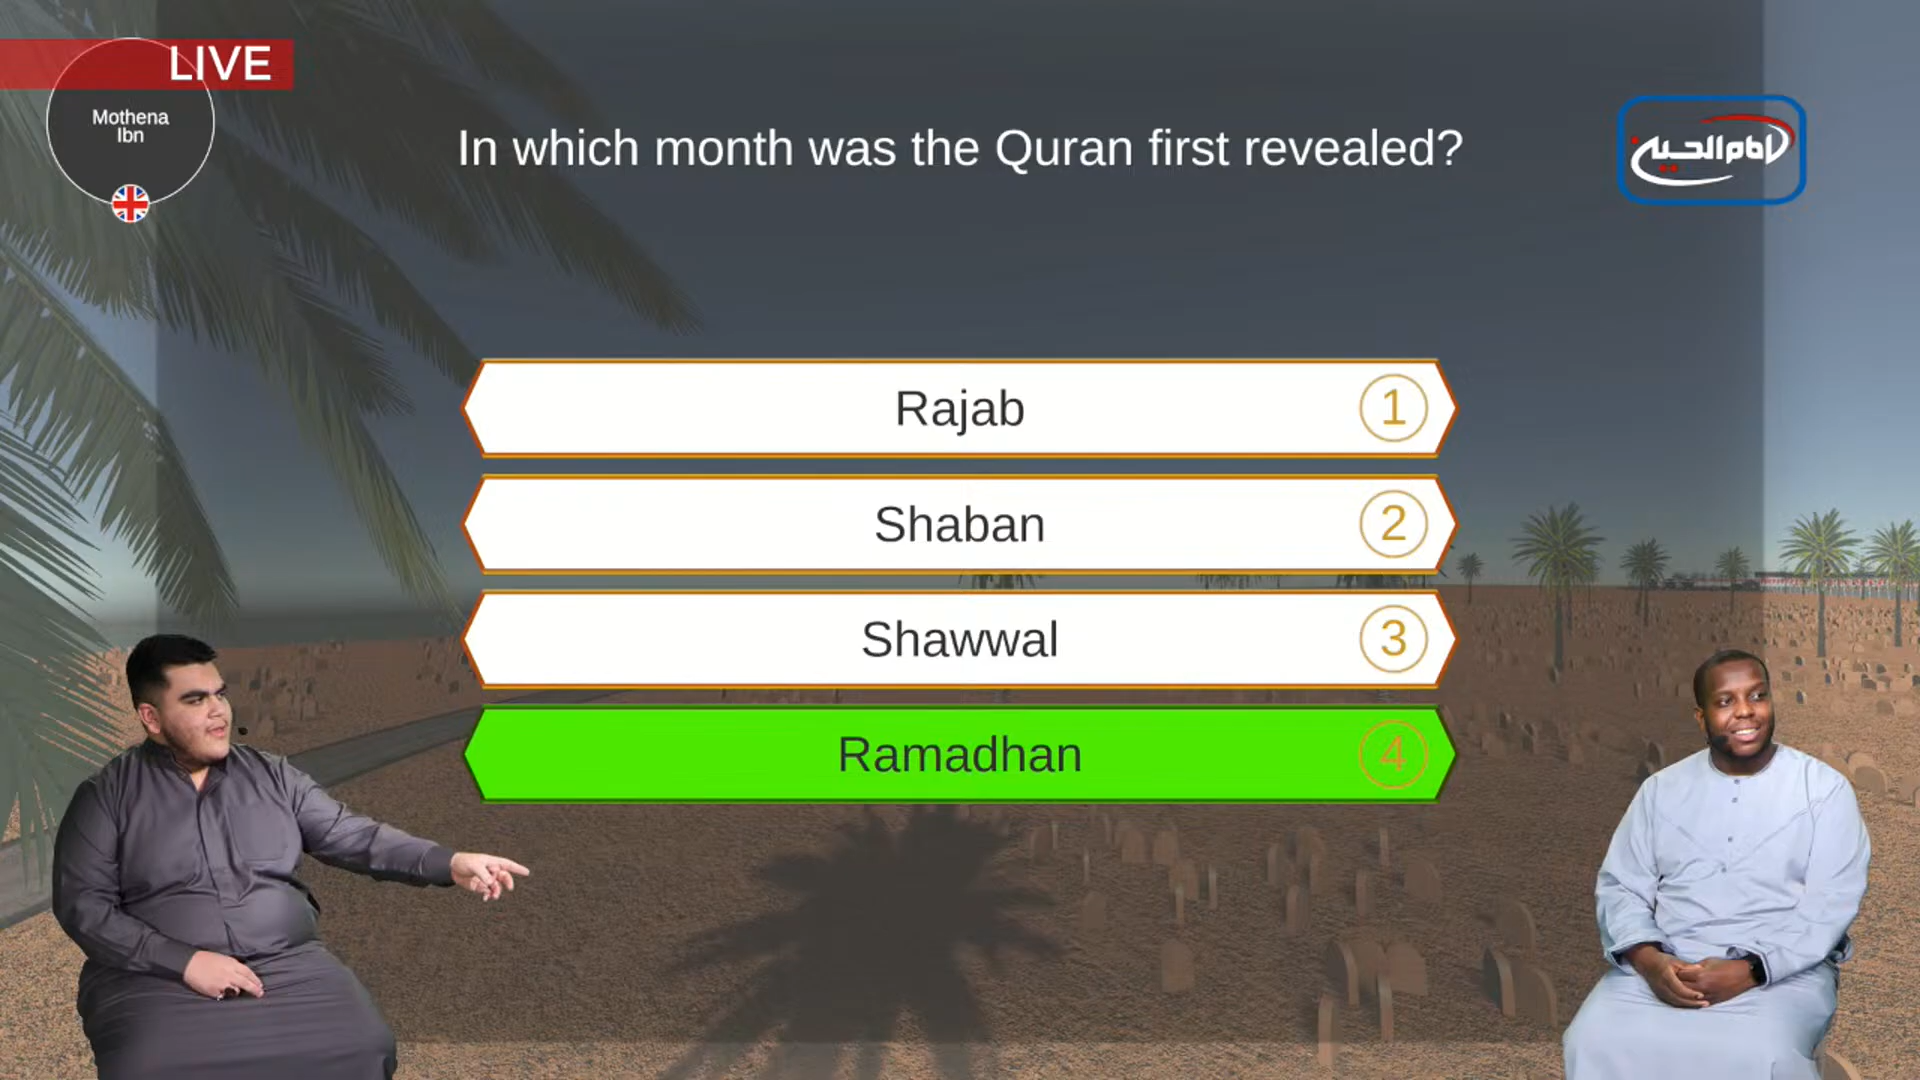 LIVE
Mothena
Ibn
In which month was the Quran first revealed?
Rajab 1
Shaban 2
Shawwal 3
Ramadhan 4